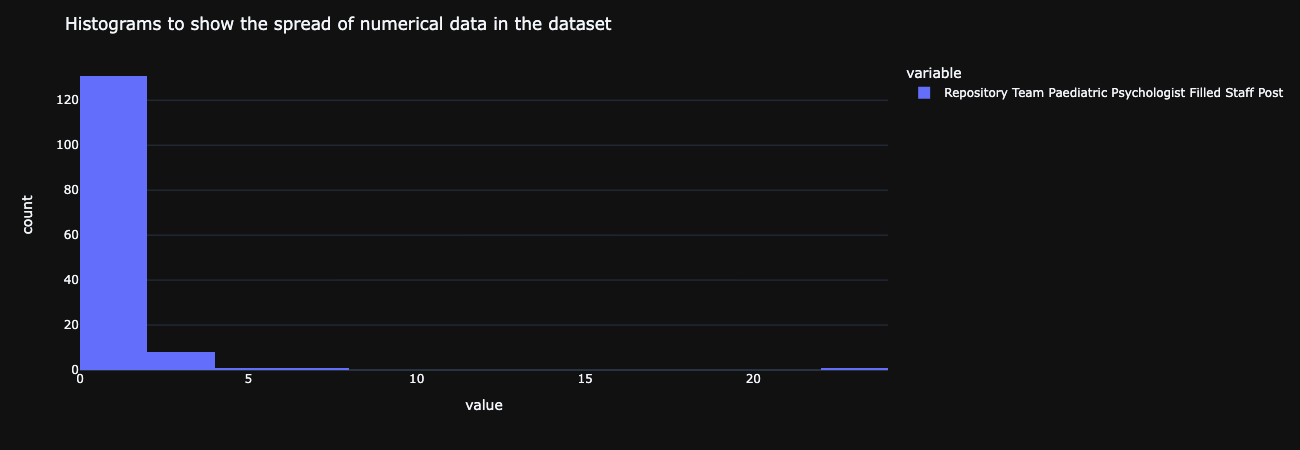 Histograms to show the spread of numerical data in the dataset
variable
Repository Team Paediatric Psychologist Filled Staff Post
count
120
100
80
60
40
20
0
0 5 10 15 20
value